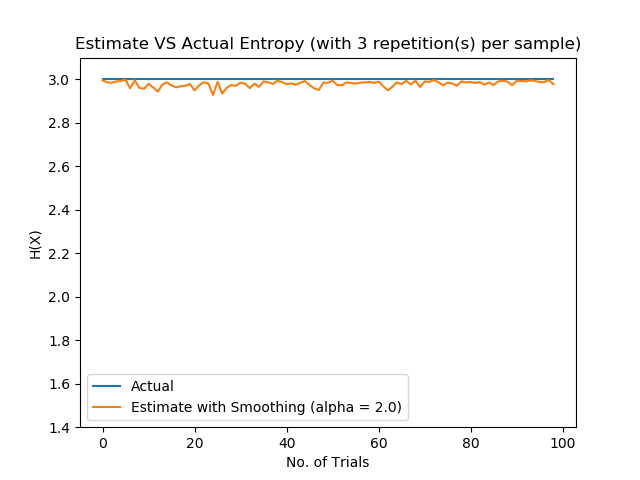 Estimate VS Actual Entropy (with 3 repetition(s) per sample)
3.0
2.8
2.6
2.4
2.2
2.0
1.8
1.6
1.4
H(X)
Actual
Estimate with Smoothing (alpha = 2.0)
0 20 40 60 80 100
No. of Trials